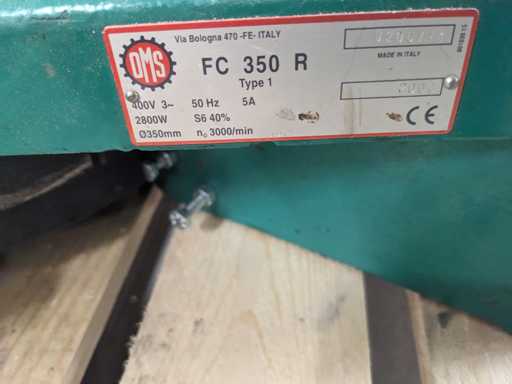 DMS
Via Bologna 470 -FE- ITALY
FC 350 R
Type 1
MADE IN ITALY
400V 3~ 50 Hz 5A
2800W S6 40%
Ø350mm n₀ 3000/min
CE